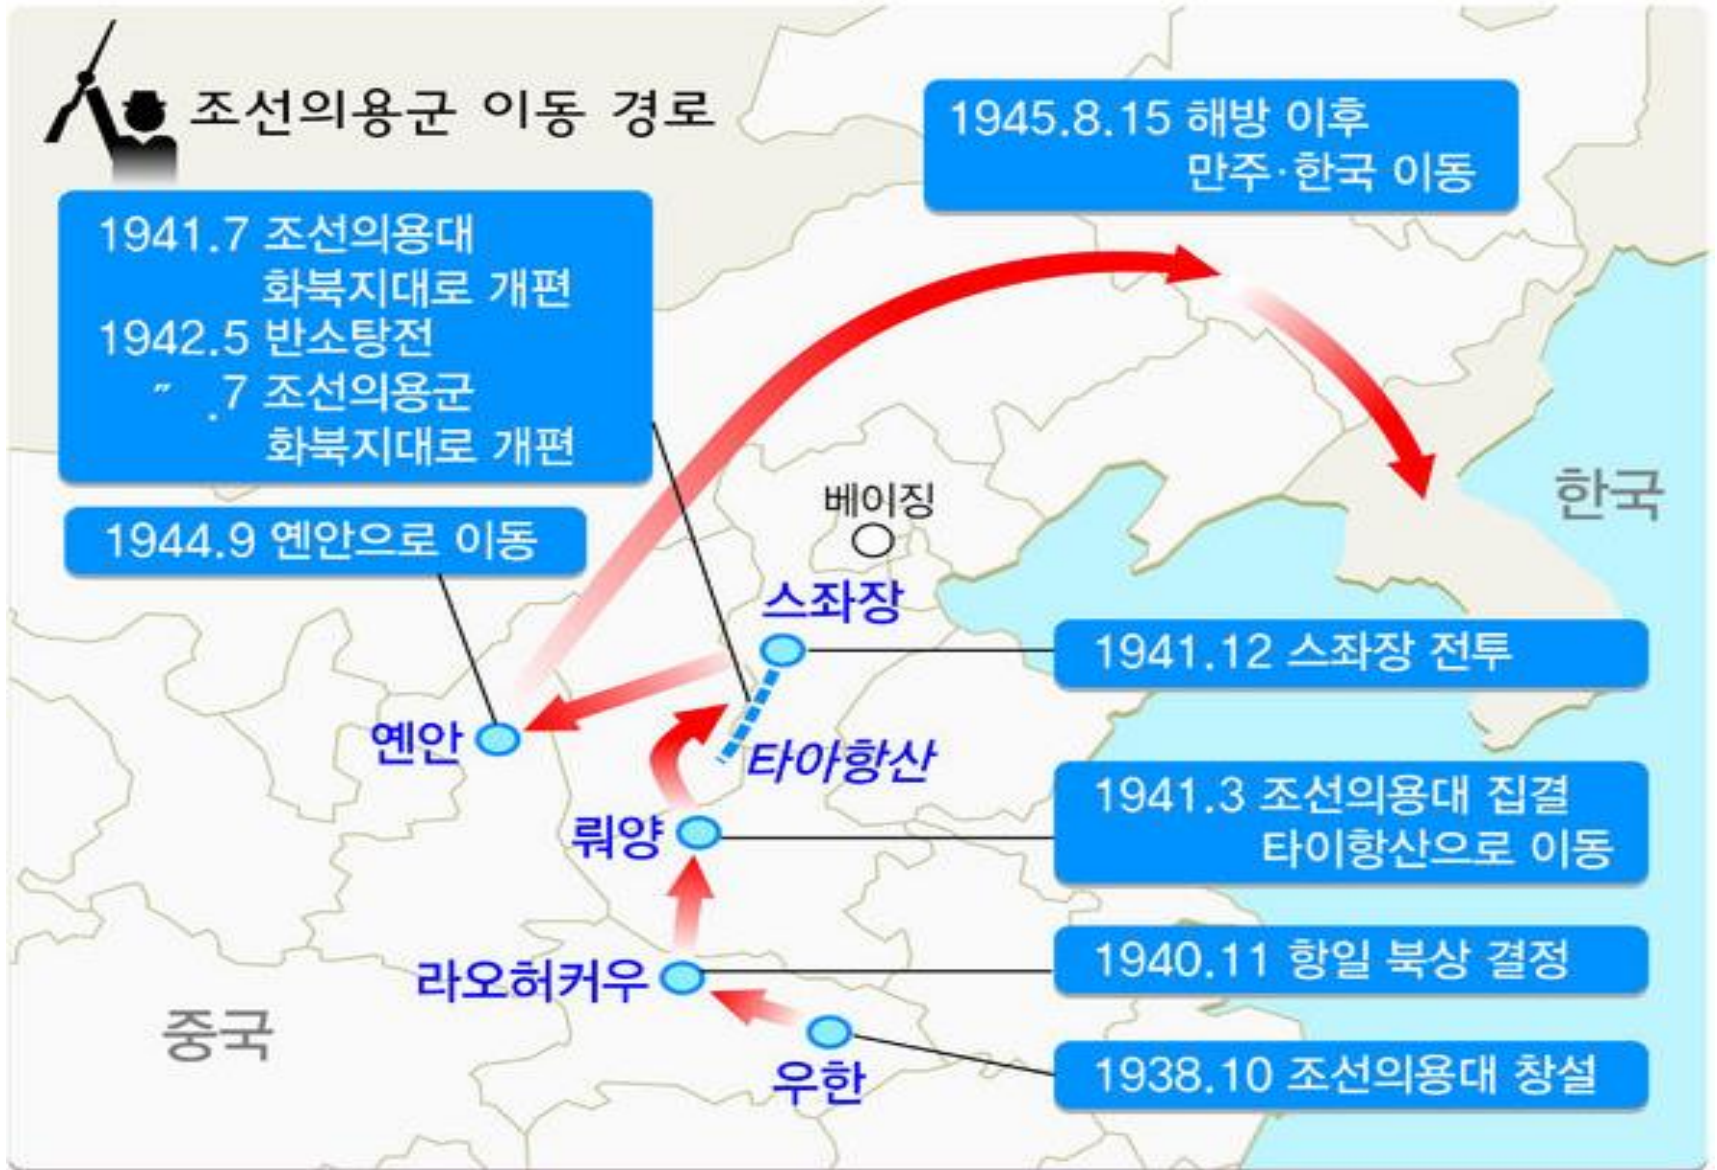 조선의용군 이동 경로
1945.8.15 해방 이후
만주·한국 이동
1941.7 조선의용대
화북지대로 개편
1942.5 반소탕전
〃 .7 조선의용군
화북지대로 개편
1944.9 옌안으로 이동
베이징
한국
스좌장
1941.12 스좌장 전투
옌안
타아항산
1941.3 조선의용대 집결
타이항산으로 이동
뤄양
1940.11 항일 북상 결정
라오허커우
중국
우한
1938.10 조선의용대 창설